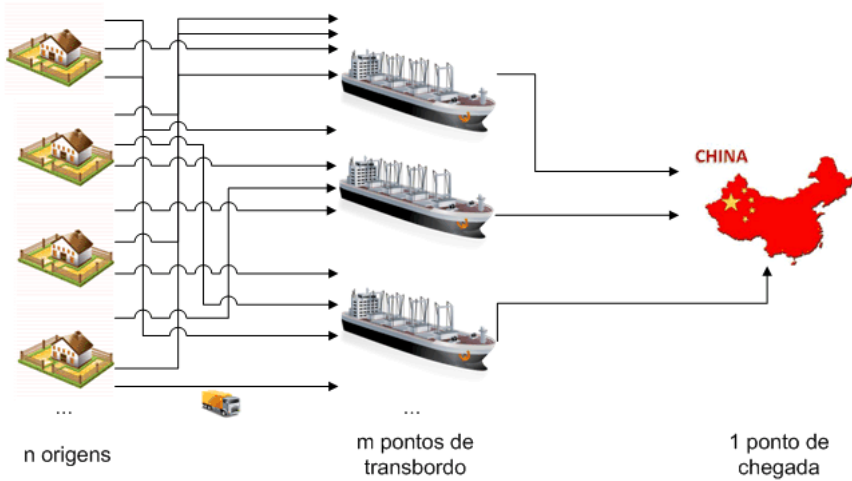 CHINA
...
...
n origens
m pontos de
transbordo
1 ponto de
chegada